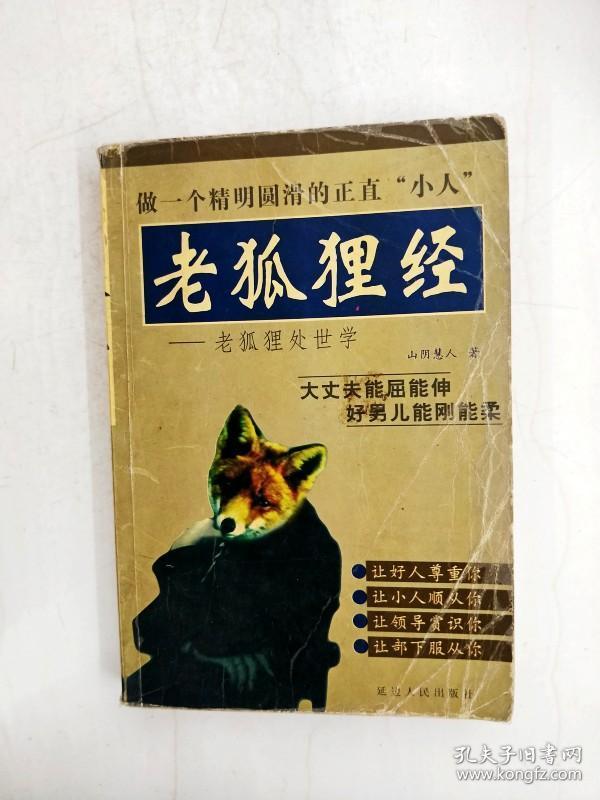 做一个精明圆滑的正直“小人”
老狐狸经
——老狐狸处世学
山阴慧人 著
大丈夫能屈能伸
好男儿能刚能柔
让好人尊重你
让小人顺从你
让领导赏识你
让部下服从你
延边人民出版社
孔夫子旧书网
www.kongfz.com